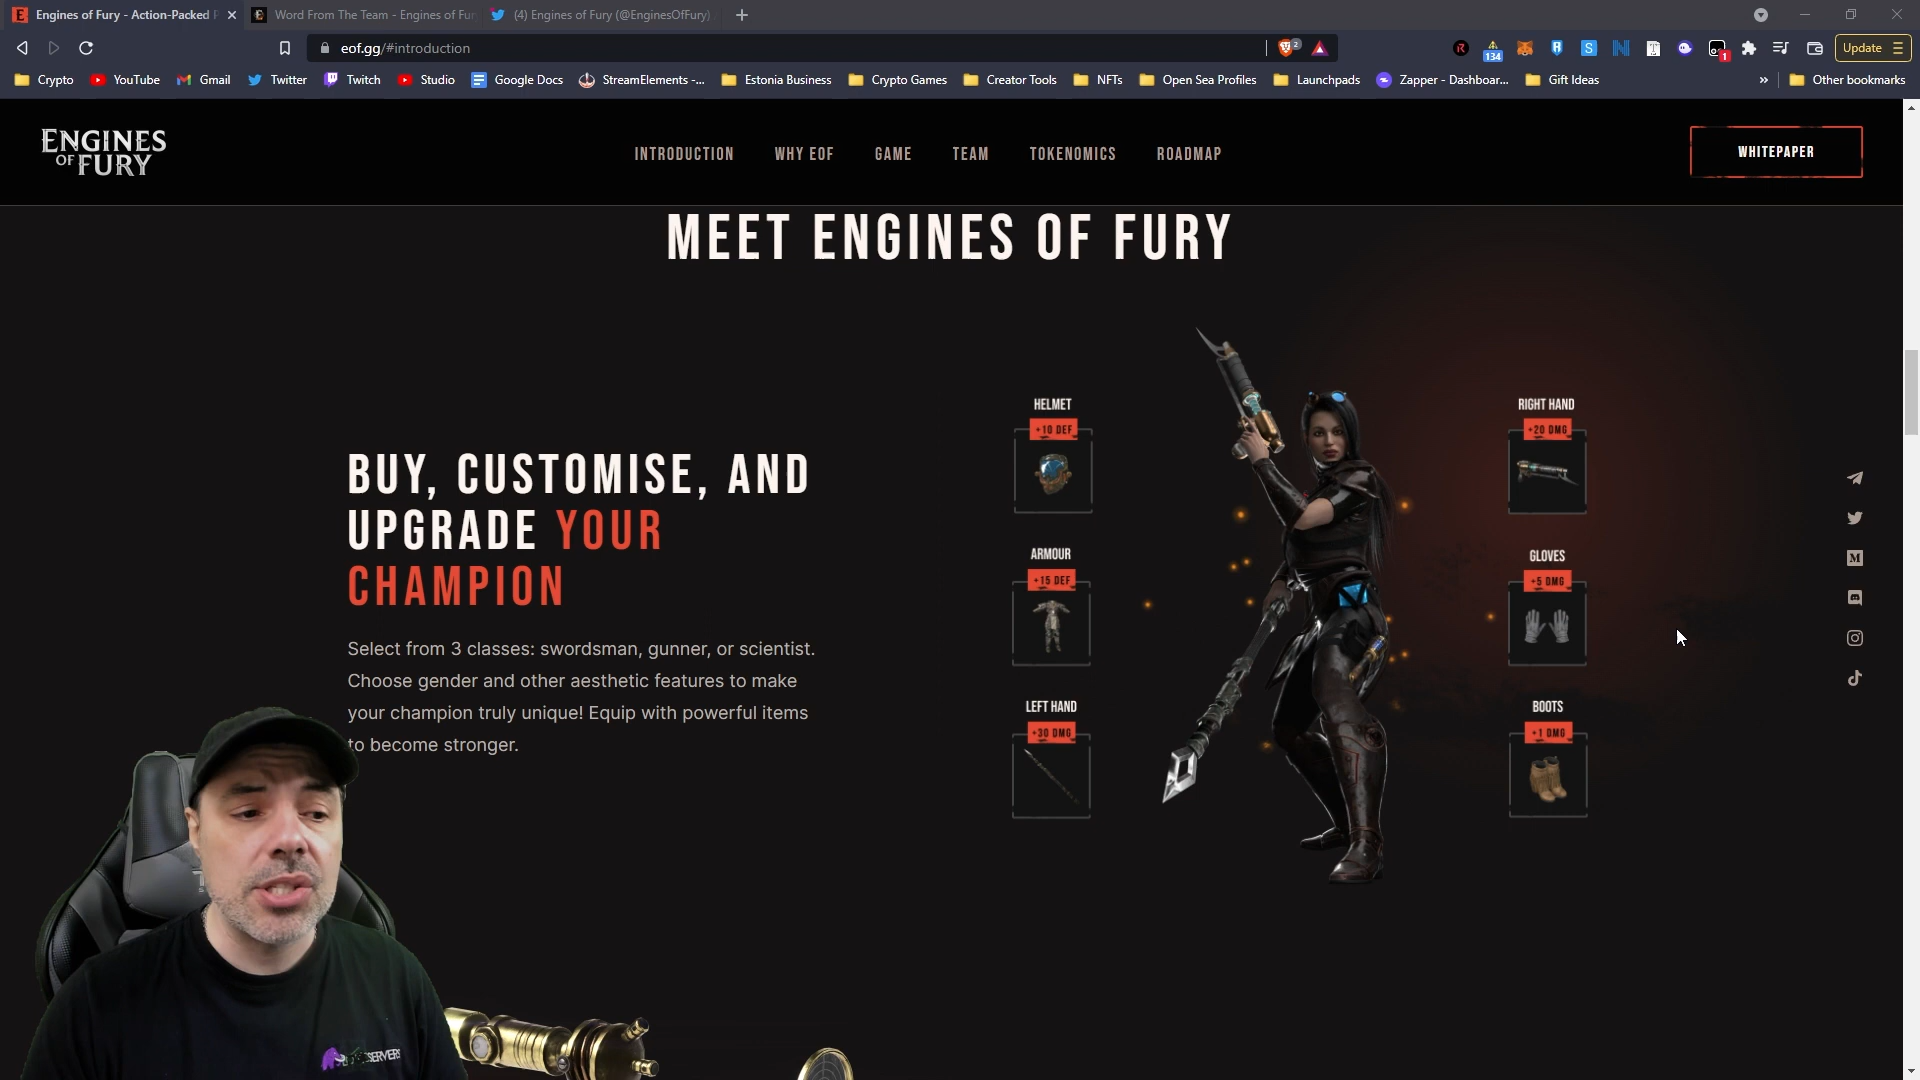 Engines of Fury - Action-Packed P
Word From The Team - Engines of Fur
(4) Engines of Fury (@EnginesOfFury)
eof.gg/#introduction
2
134
1
Update
Crypto
YouTube
Gmail
Twitter
Twitch
Studio
Google Docs
StreamElements -...
Estonia Business
Crypto Games
Creator Tools
NFTs
Open Sea Profiles
Launchpads
Zapper - Dashboar...
Gift Ideas
Other bookmarks
ENGINES
OF FURY
INTRODUCTION
WHY EOF
GAME
TEAM
TOKENOMICS
ROADMAP
WHITEPAPER
MEET ENGINES OF FURY
BUY, CUSTOMISE, AND
UPGRADE YOUR
CHAMPION
Select from 3 classes: swordsman, gunner, or scientist.
Choose gender and other aesthetic features to make
your champion truly unique! Equip with powerful items
to become stronger.
HELMET
+10 DEF
ARMOUR
+15 DEF
LEFT HAND
+30 DMG
RIGHT HAND
+20 DMG
GLOVES
+5 DMG
BOOTS
+1 DMG